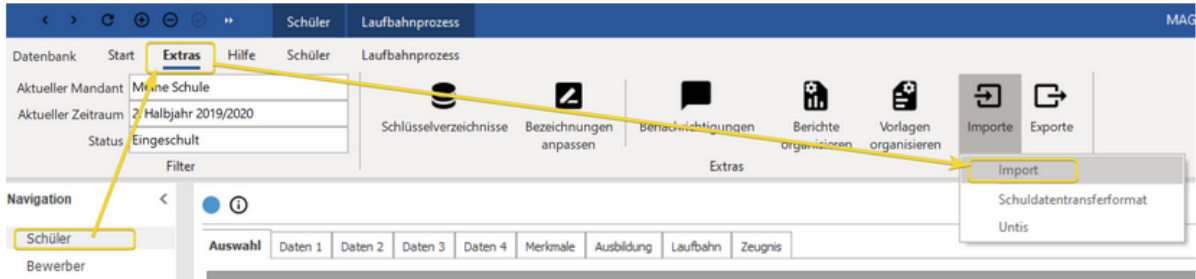 Schüler Laufbahnprozess MAG
Datenbank Start Extras Hilfe Schüler Laufbahnprozess
Aktueller Mandant Meine Schule
Aktueller Zeitraum 2. Halbjahr 2019/2020
Status Eingeschult
Filter
Schlüsselverzeichnisse
Bezeichnungen anpassen
Benachrichtigungen
Berichte organisieren
Vorlagen organisieren
Importe
Exporte
Extras
Import
Schuldatentransferformat
Untis
Navigation
Schüler
Bewerber
Auswahl Daten 1 Daten 2 Daten 3 Daten 4 Merkmale Ausbildung Laufbahn Zeugnis